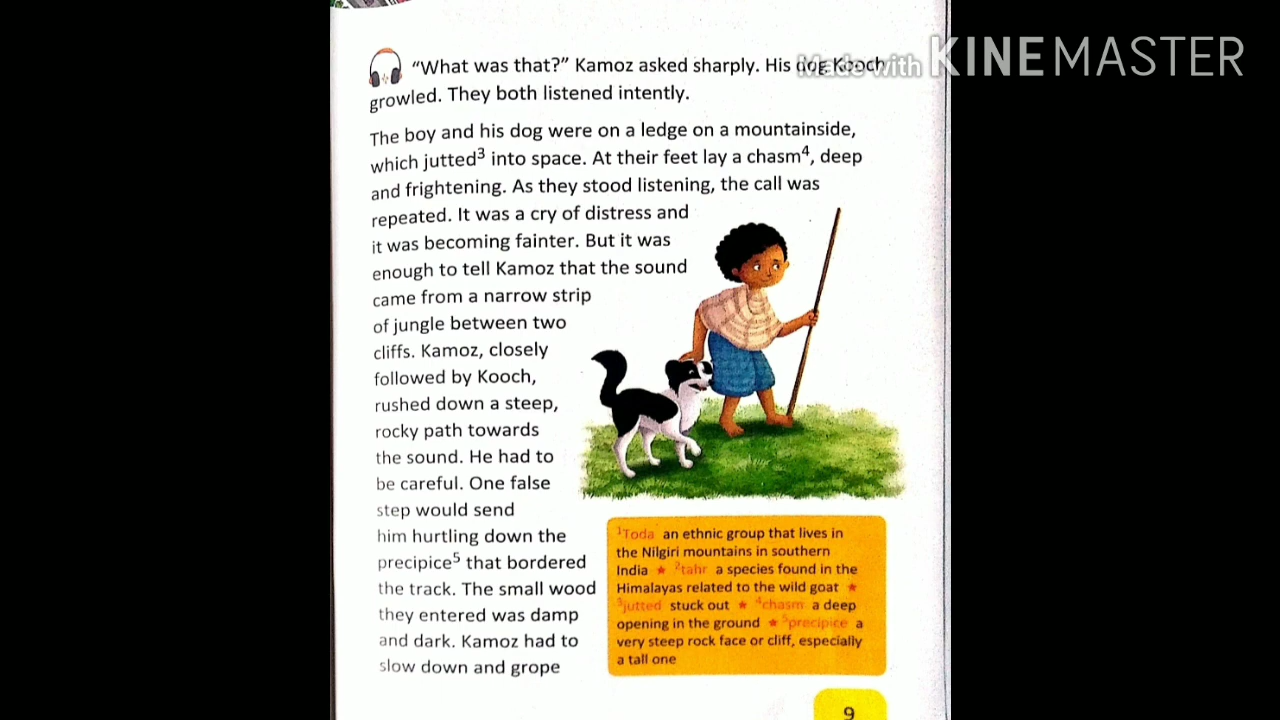 Made with KINEMASTER
"What was that?" Kamoz asked sharply. His dog Kooch
growled. They both listened intently.
The boy and his dog were on a ledge on a mountainside,
which jutted³ into space. At their feet lay a chasm⁴, deep
and frightening. As they stood listening, the call was
repeated. It was a cry of distress and
it was becoming fainter. But it was
enough to tell Kamoz that the sound
came from a narrow strip
of jungle between two
cliffs. Kamoz, closely
followed by Kooch,
rushed down a steep,
rocky path towards
the sound. He had to
be careful. One false
step would send
him hurtling down the
precipice⁵ that bordered
the track. The small wood
they entered was damp
and dark. Kamoz had to
slow down and grope
¹Toda an ethnic group that lives in
the Nilgiri mountains in southern
India ★ ²tahr a species found in the
Himalayas related to the wild goat ★
³jutted stuck out ★ ⁴chasm a deep
opening in the ground ★ ⁵precipice a
very steep rock face or cliff, especially
a tall one
9